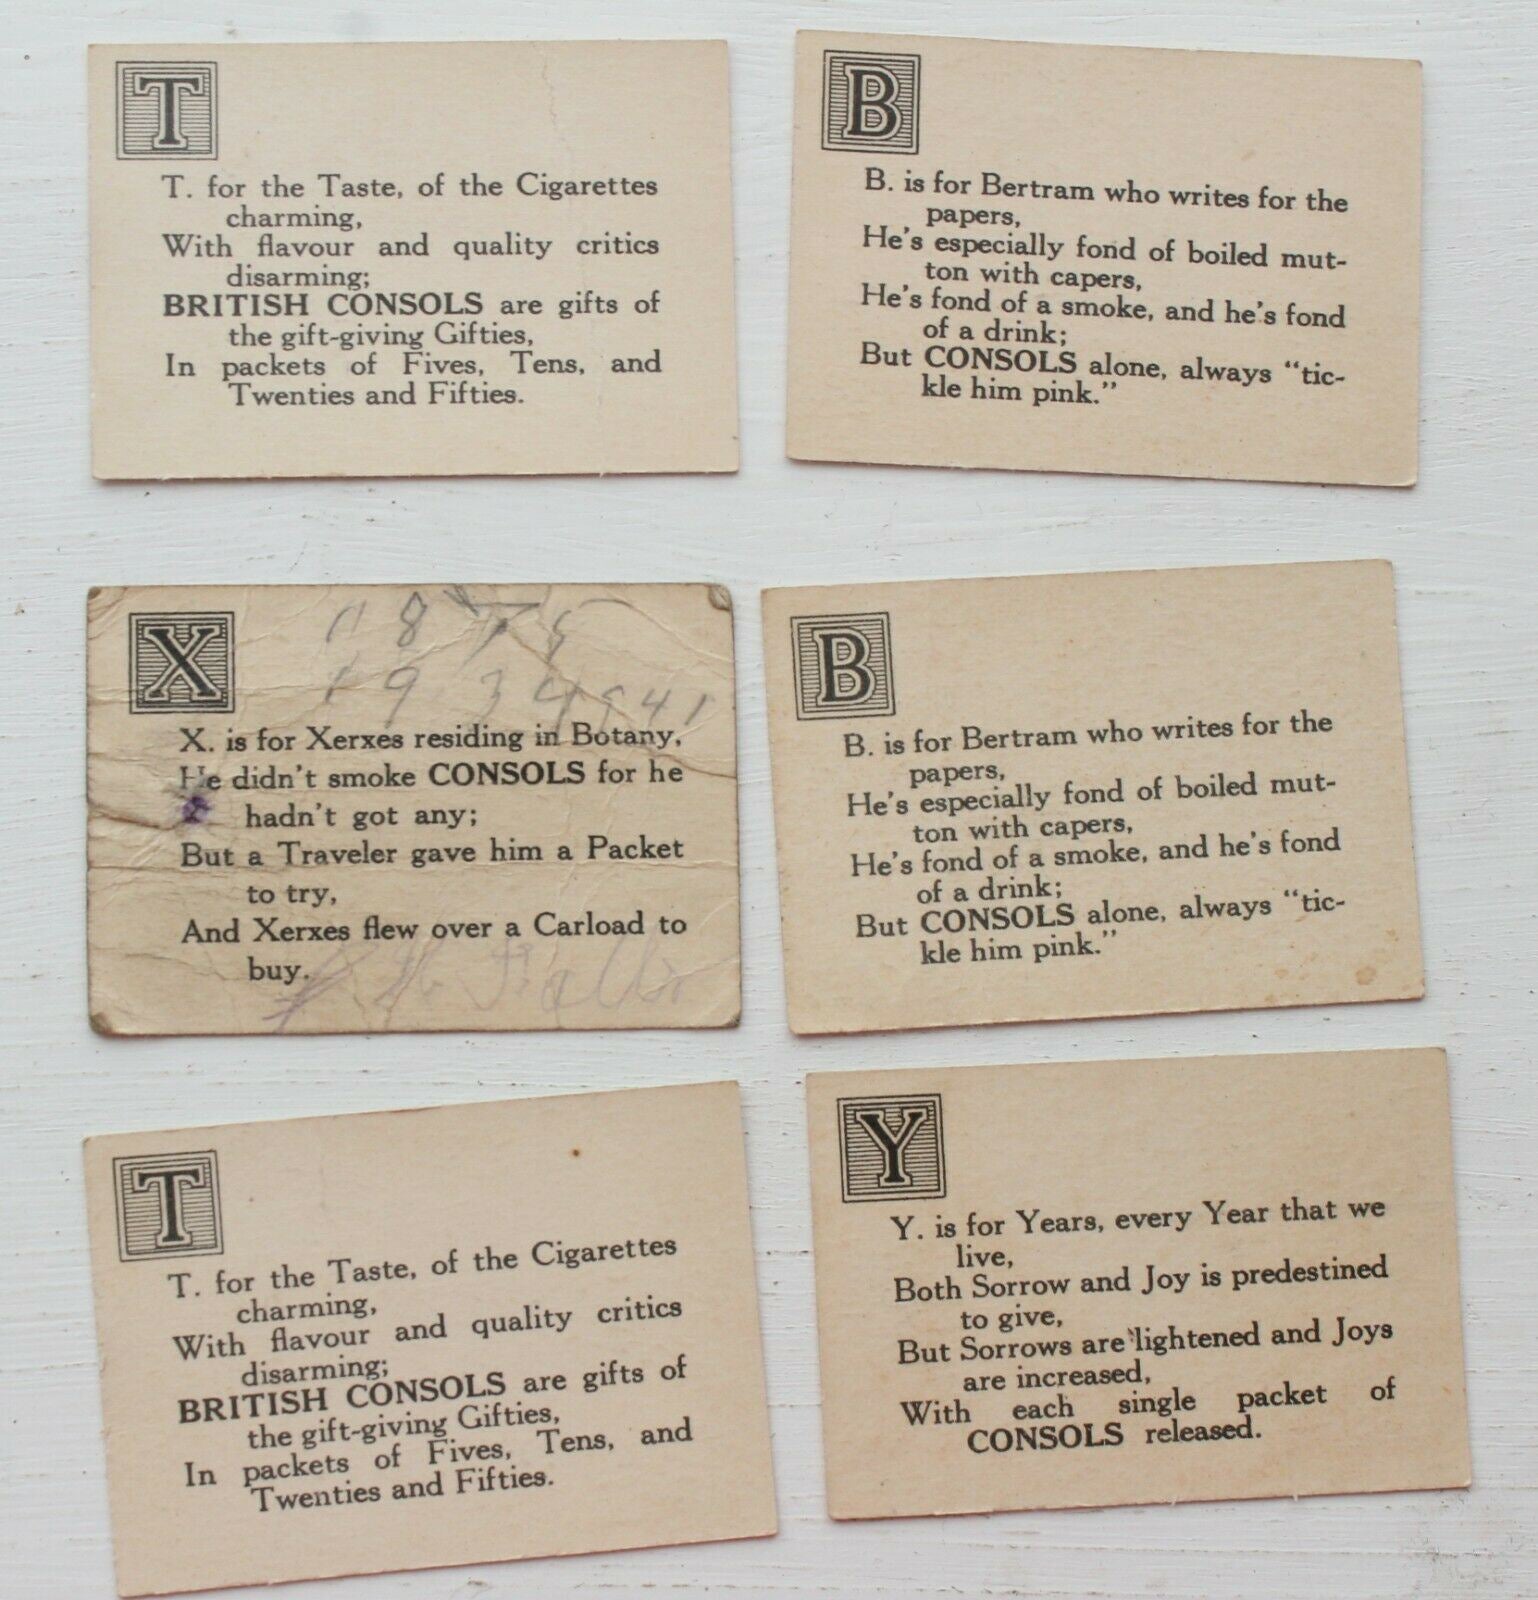 T
T. for the Taste, of the Cigarettes
charming,
With flavour and quality critics
disarming;
BRITISH CONSOLS are gifts of
the gift-giving Gifties,
In packets of Fives, Tens, and
Twenties and Fifties.
B
B. is for Bertram who writes for the
papers,
He's especially fond of boiled mut-
ton with capers,
He's fond of a smoke, and he's fond
of a drink;
But CONSOLS alone, always "tic-
kle him pink."
X
X. is for Xerxes residing in Botany,
He didn't smoke CONSOLS for he
hadn't got any;
But a Traveler gave him a Packet
to try,
And Xerxes flew over a Carload to
buy.
B
B. is for Bertram who writes for the
papers,
He's especially fond of boiled mut-
ton with capers,
He's fond of a smoke, and he's fond
of a drink;
But CONSOLS alone, always "tic-
kle him pink."
T
T. for the Taste, of the Cigarettes
charming,
With flavour and quality critics
disarming;
BRITISH CONSOLS are gifts of
the gift-giving Gifties,
In packets of Fives, Tens, and
Twenties and Fifties.
Y
Y. is for Years, every Year that we
live,
Both Sorrow and Joy is predestined
to give,
But Sorrows are lightened and Joys
are increased,
With each single packet of
CONSOLS released.